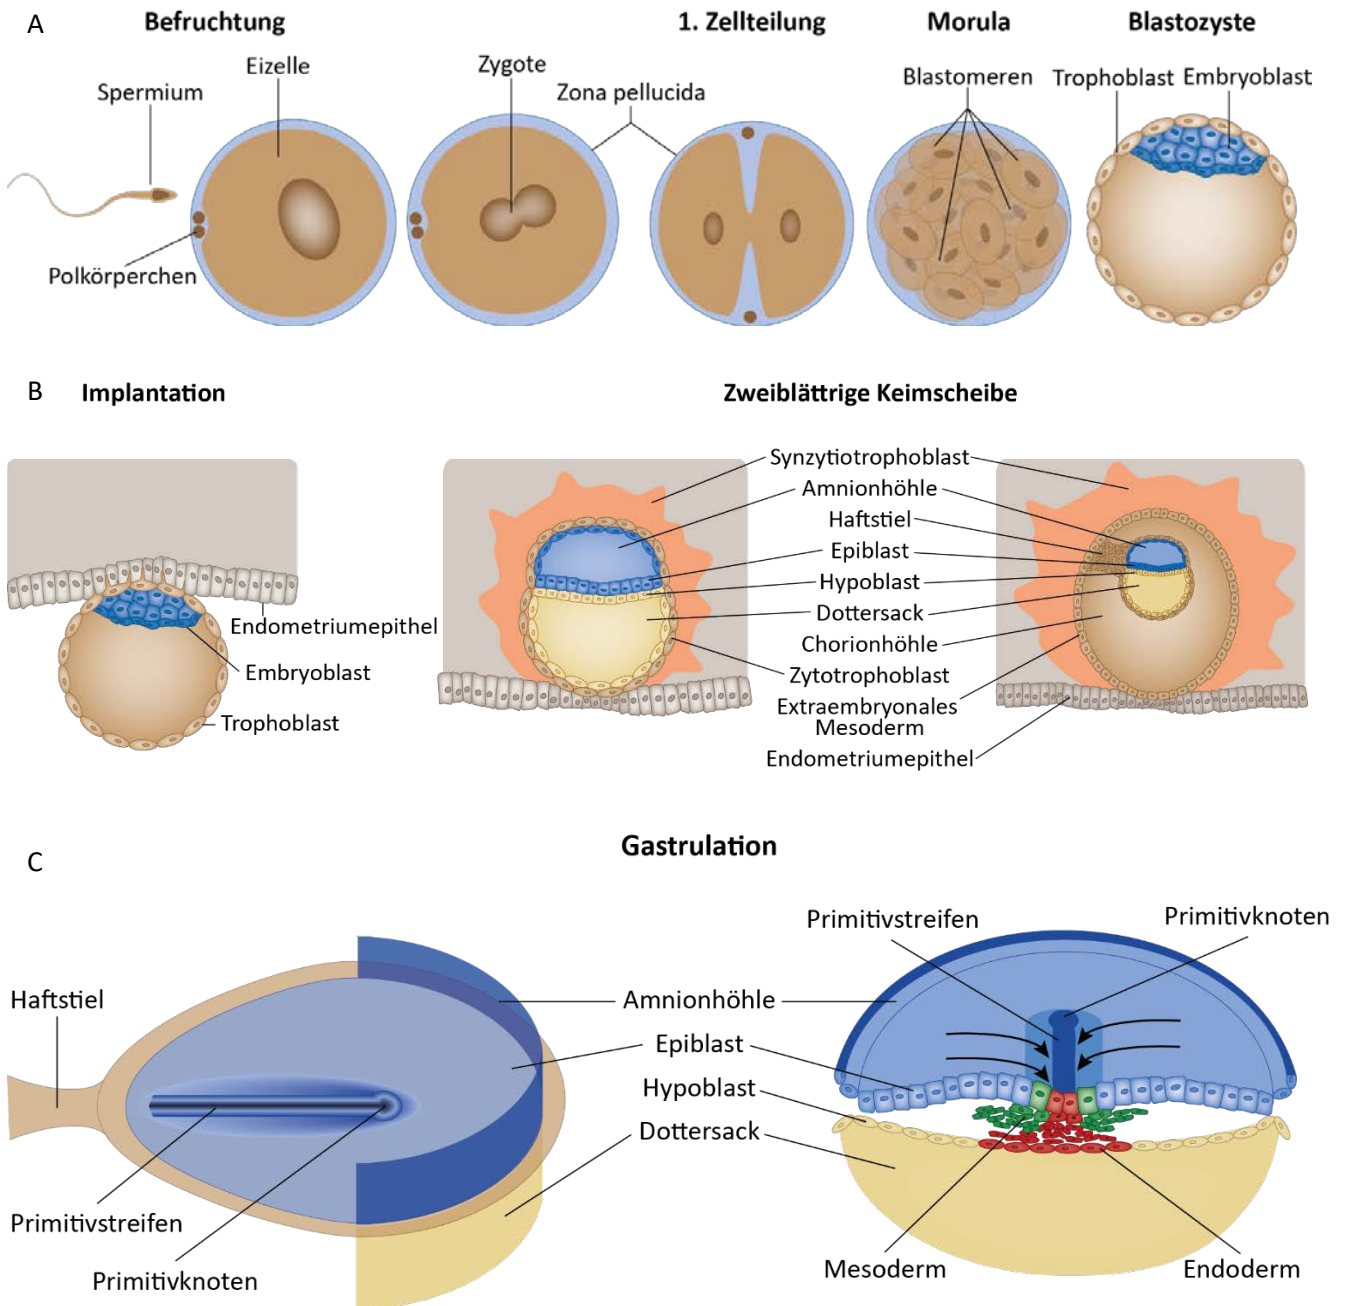 A
Befruchtung
1. Zellteilung
Morula
Blastozyste
Eizelle
Zygote
Spermium
Zona pellucida
Blastomeren
Trophoblast
Embryoblast
Polkörperchen
B
Implantation
Zweiblättrige Keimscheibe
Synzytiotrophoblast
Amnionhöhle
Haftstiel
Epiblast
Hypoblast
Dottersack
Endometriumepithel
Chorionhöhle
Embryoblast
Zytotrophoblast
Extraembryonales
Mesoderm
Trophoblast
Endometriumepithel
Gastrulation
C
Primitivstreifen
Primitivknoten
Haftstiel
Amnionhöhle
Epiblast
Hypoblast
Dottersack
Primitivstreifen
Primitivknoten
Mesoderm
Endoderm